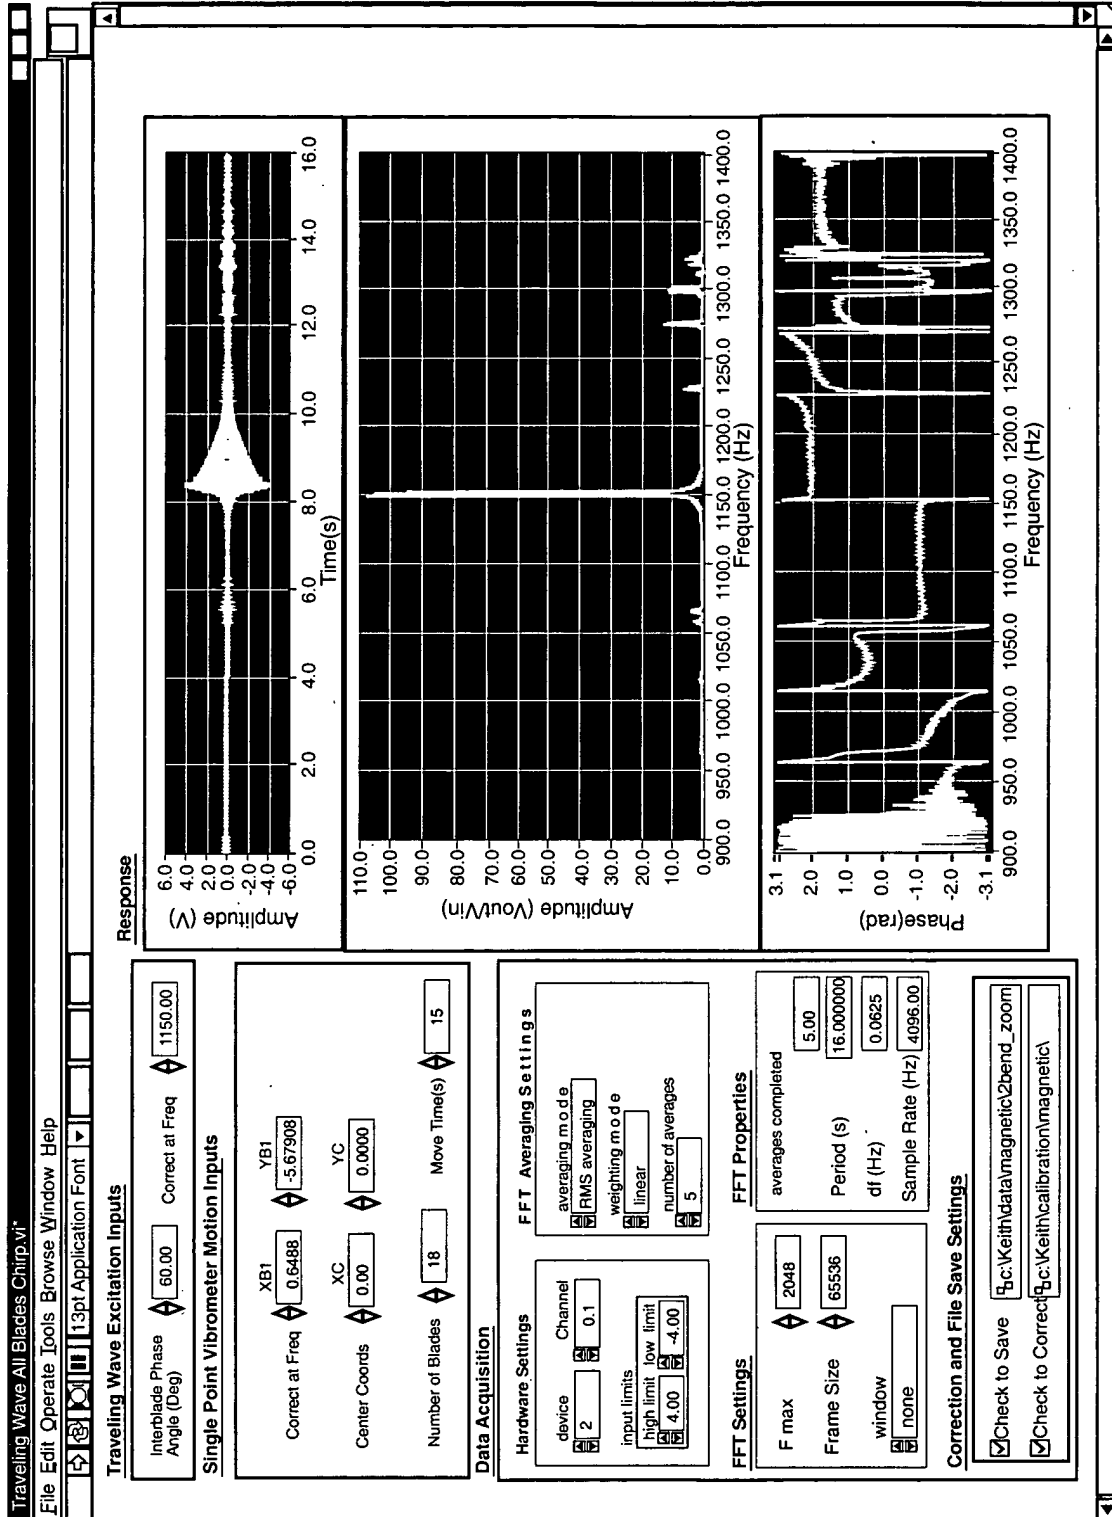 Traveling Wave All Blades Chirp.vi*
File Edit Operate Tools Browse Window Help
13pt Application Font
Traveling Wave Excitation Inputs
Interblade Phase
Angle (Deg)
60.00
Correct at Freq
1150.00
Single Point Vibrometer Motion Inputs
XB1
YB1
Correct at Freq
0.6488
-5.67908
XC
YC
Center Coords
0.00
0.0000
Number of Blades
18
Move Time(s)
15
Data Acquisition
Hardware Settings
device
Channel
2
0.1
input limits
high limit
low limit
4.00
-4.00
FFT Averaging Settings
averaging mode
RMS averaging
weighting mode
linear
number of averages
5
FFT Settings
F max
2048
Frame Size
65536
window
none
FFT Properties
averages completed
5.00
Period (s)
16.000000
df (Hz)
0.0625
Sample Rate (Hz)
4096.00
Correction and File Save Settings
Check to Save
c:\Keith\data\magnetic\2bend_zoom
Check to Correct
c:\Keith\calibration\magnetic\
Response
Amplitude (V)
6.0
4.0
2.0
0.0
-2.0
-4.0
-6.0
0.0 2.0 4.0 6.0 8.0 10.0 12.0 14.0 16.0
Time(s)
Amplitude (Vout/Vin)
110.0
100.0
90.0
80.0
70.0
60.0
50.0
40.0
30.0
20.0
10.0
0.0
900.0 950.0 1000.0 1050.0 1100.0 1150.0 1200.0 1250.0 1300.0 1350.0 1400.0
Frequency (Hz)
Phase(rad)
3.1
2.0
1.0
0.0
-1.0
-2.0
-3.1
900.0 950.0 1000.0 1050.0 1100.0 1150.0 1200.0 1250.0 1300.0 1350.0 1400.0
Frequency (Hz)